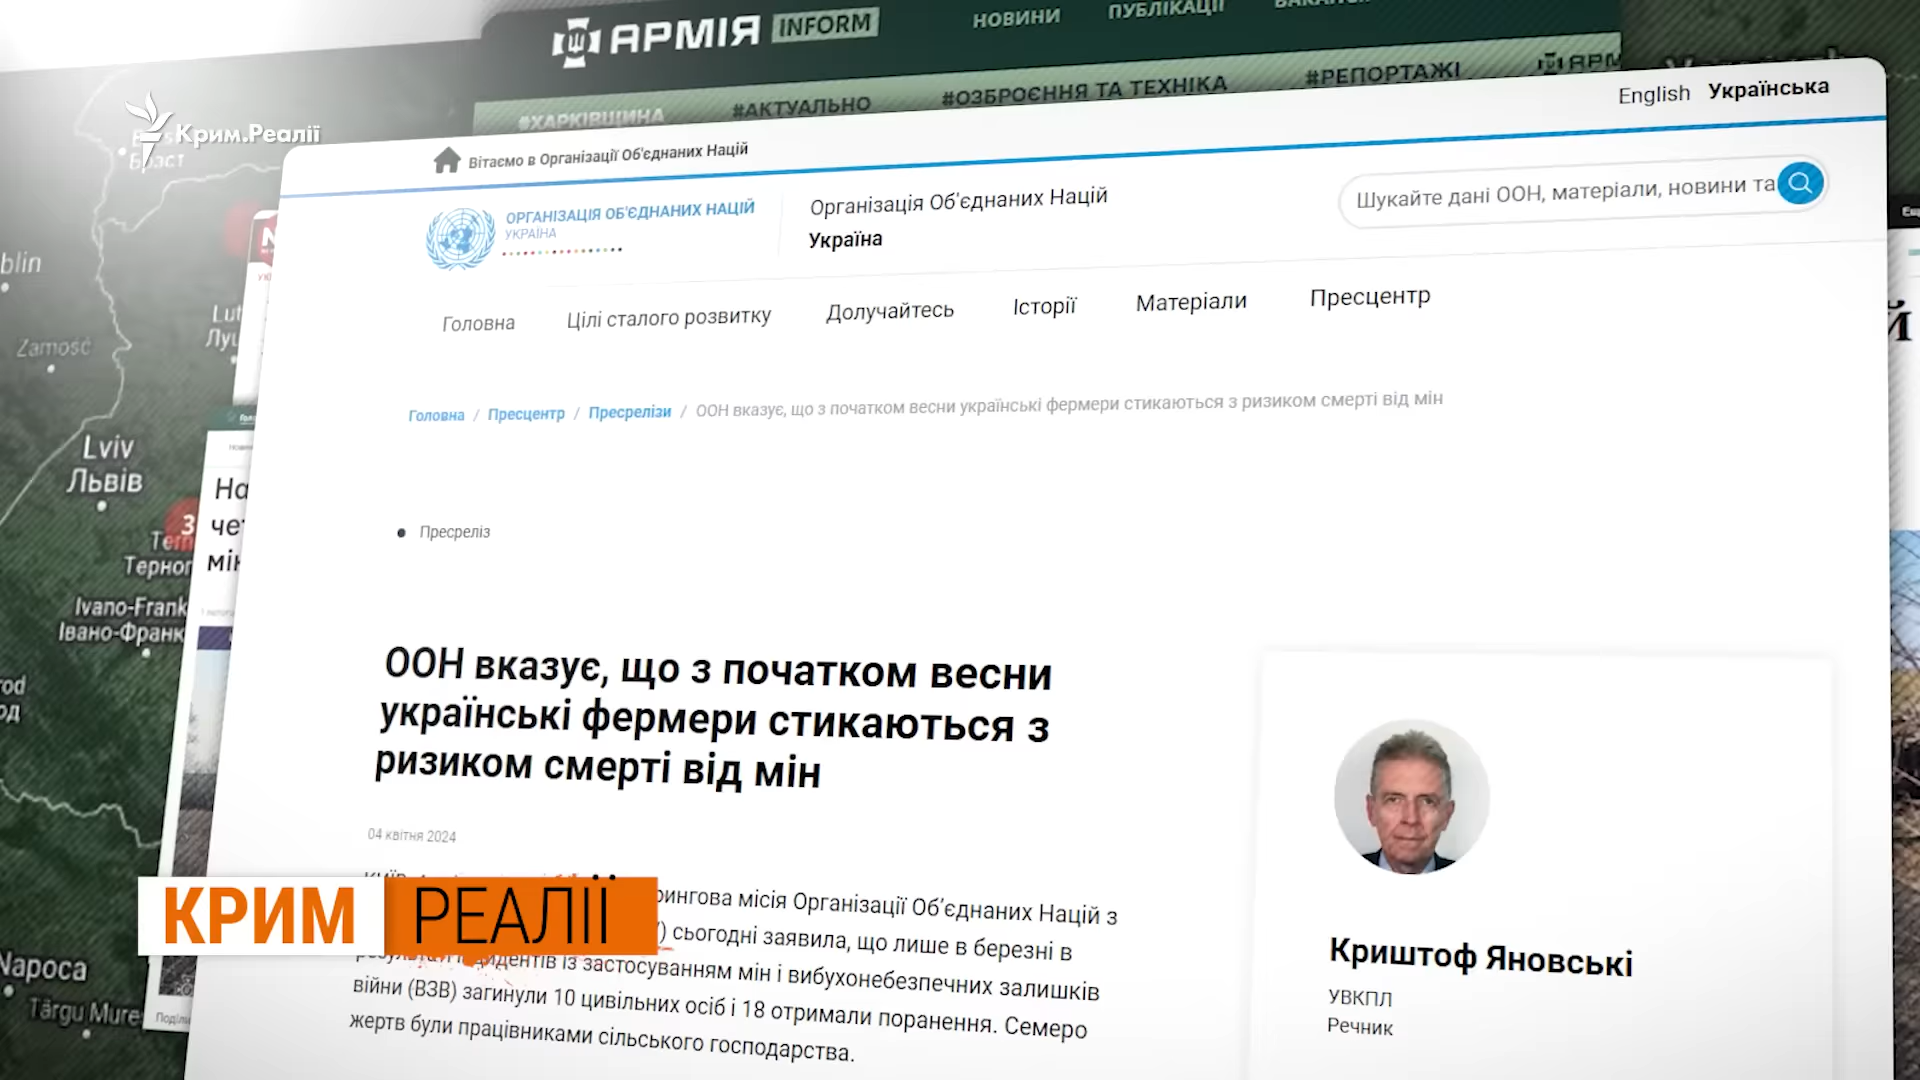 АРМІЯ INFORM
НОВИНИ
ПУБЛІКАЦІЇ
#ХАРКІВЩИНА
#АКТУАЛЬНО
#ОЗБРОЄННЯ ТА ТЕХНІКА
#РЕПОРТАЖІ
English Українська
Крим.Реалії
Вітаємо в Організації Об'єднаних Націй
ОРГАНІЗАЦІЯ ОБ'ЄДНАНИХ НАЦІЙ
УКРАЇНА
Організація Об'єднаних Націй
Україна
Шукайте дані ООН, матеріали, новини та
Головна
Цілі сталого розвитку
Долучайтесь
Історії
Матеріали
Пресцентр
Zamość
Головна / Пресцентр / Пресрелізи / ООН вказує, що з початком весни українські фермери стикаються з ризиком смерті від мін
Lviv
Львів
Пресреліз
Ivano-Frank
Івано-Франк
ООН вказує, що з початком весни
українські фермери стикаються з
ризиком смерті від мін
04 квітня 2024
рингова місія Організації Об'єднаних Націй з
) сьогодні заявила, що лише в березні в
із застосуванням мін і вибухонебезпечних залишків
війни (ВЗВ) загинули 10 цивільних осіб і 18 отримали поранення. Семеро
жертв були працівниками сільського господарства.
КРИМ РЕАЛІЇ
Криштоф Яновські
УВКПЛ
Речник
Napoca
Târgu Mure